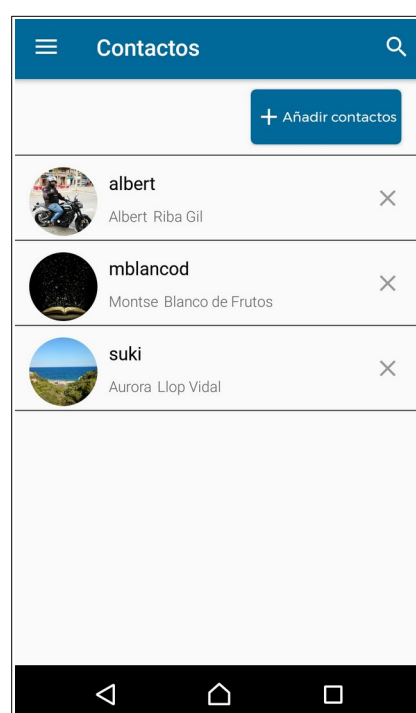 Contactos
+ Añadir contactos
albert
Albert Riba Gil
mblancod
Montse Blanco de Frutos
suki
Aurora Llop Vidal